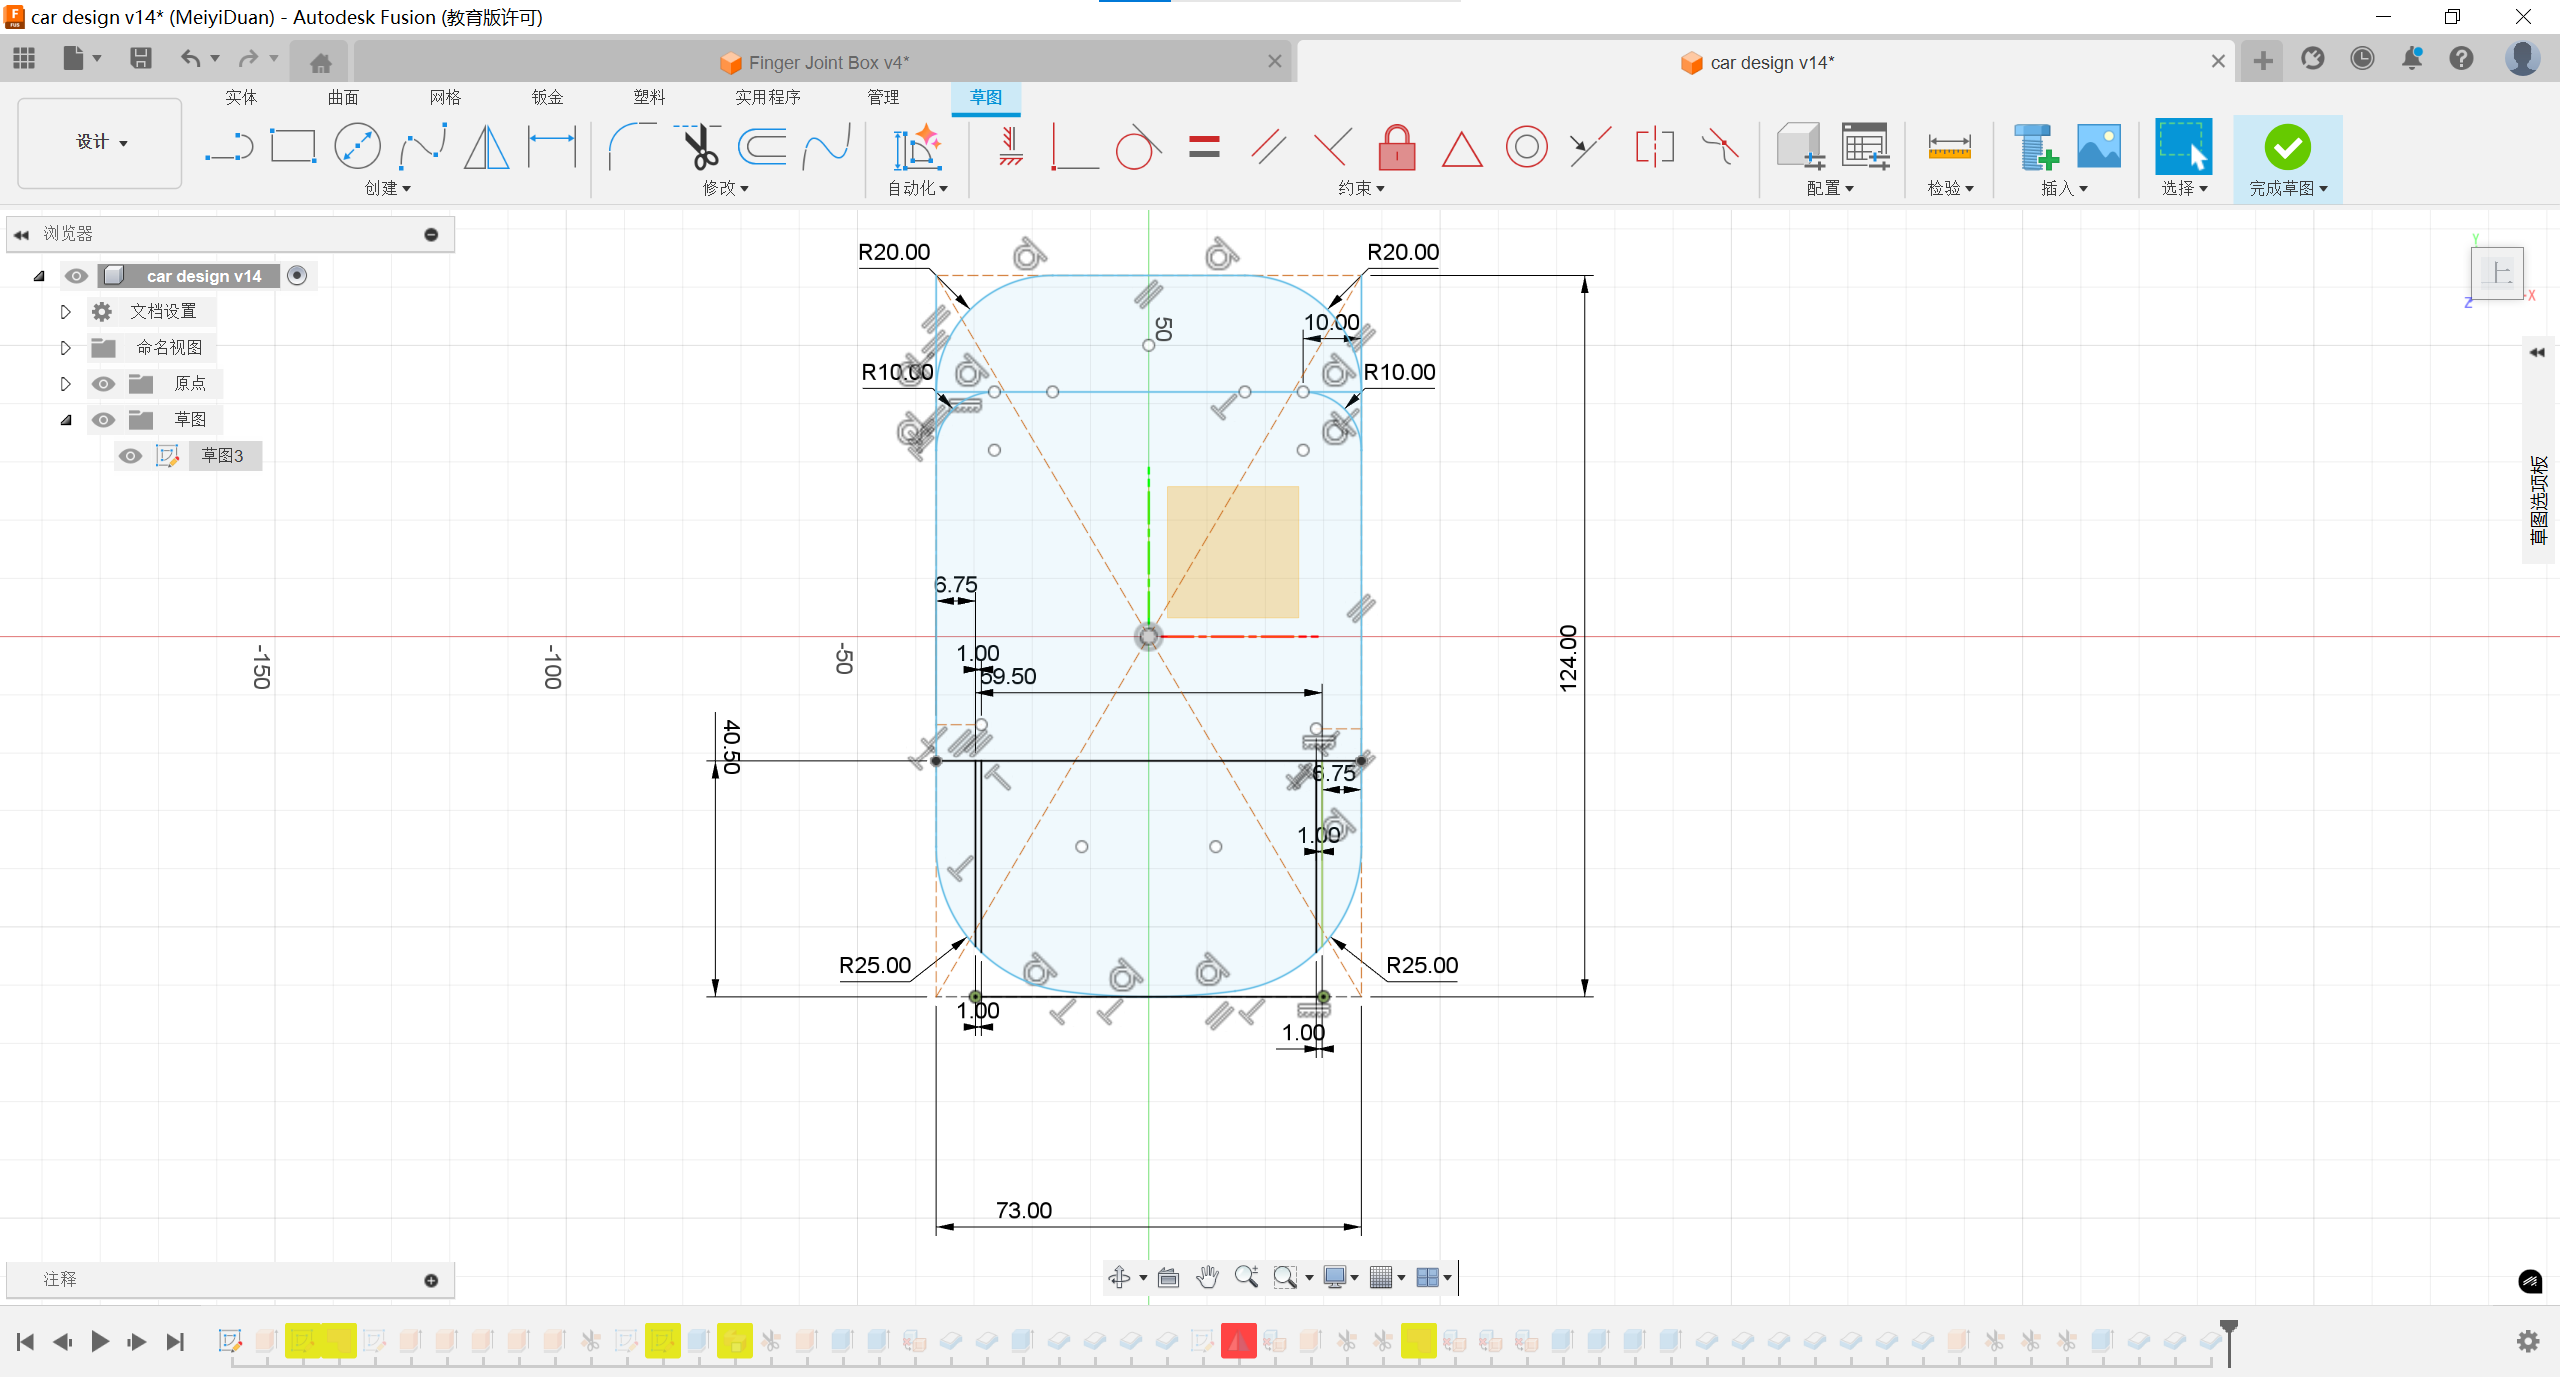 car design v14* (MeiyiDuan) - Autodesk Fusion (教育版许可)
Finger Joint Box v4*
car design v14*
实体 曲面 网格 钣金 塑料 实用程序 管理 草图
设计
创建 修改 自动化 约束 配置 检验 插入 选择 完成草图
浏览器
car design v14
文档设置
命名视图
原点
草图
草图3
R20.00
R20.00
50
10.00
R10.00
R10.00
6.75
1.00
59.50
-150
-100
-50
124.00
40.50
6.75
1.00
R25.00
R25.00
1.00
1.00
73.00
Y
上
X
Z
草图选项板
注释